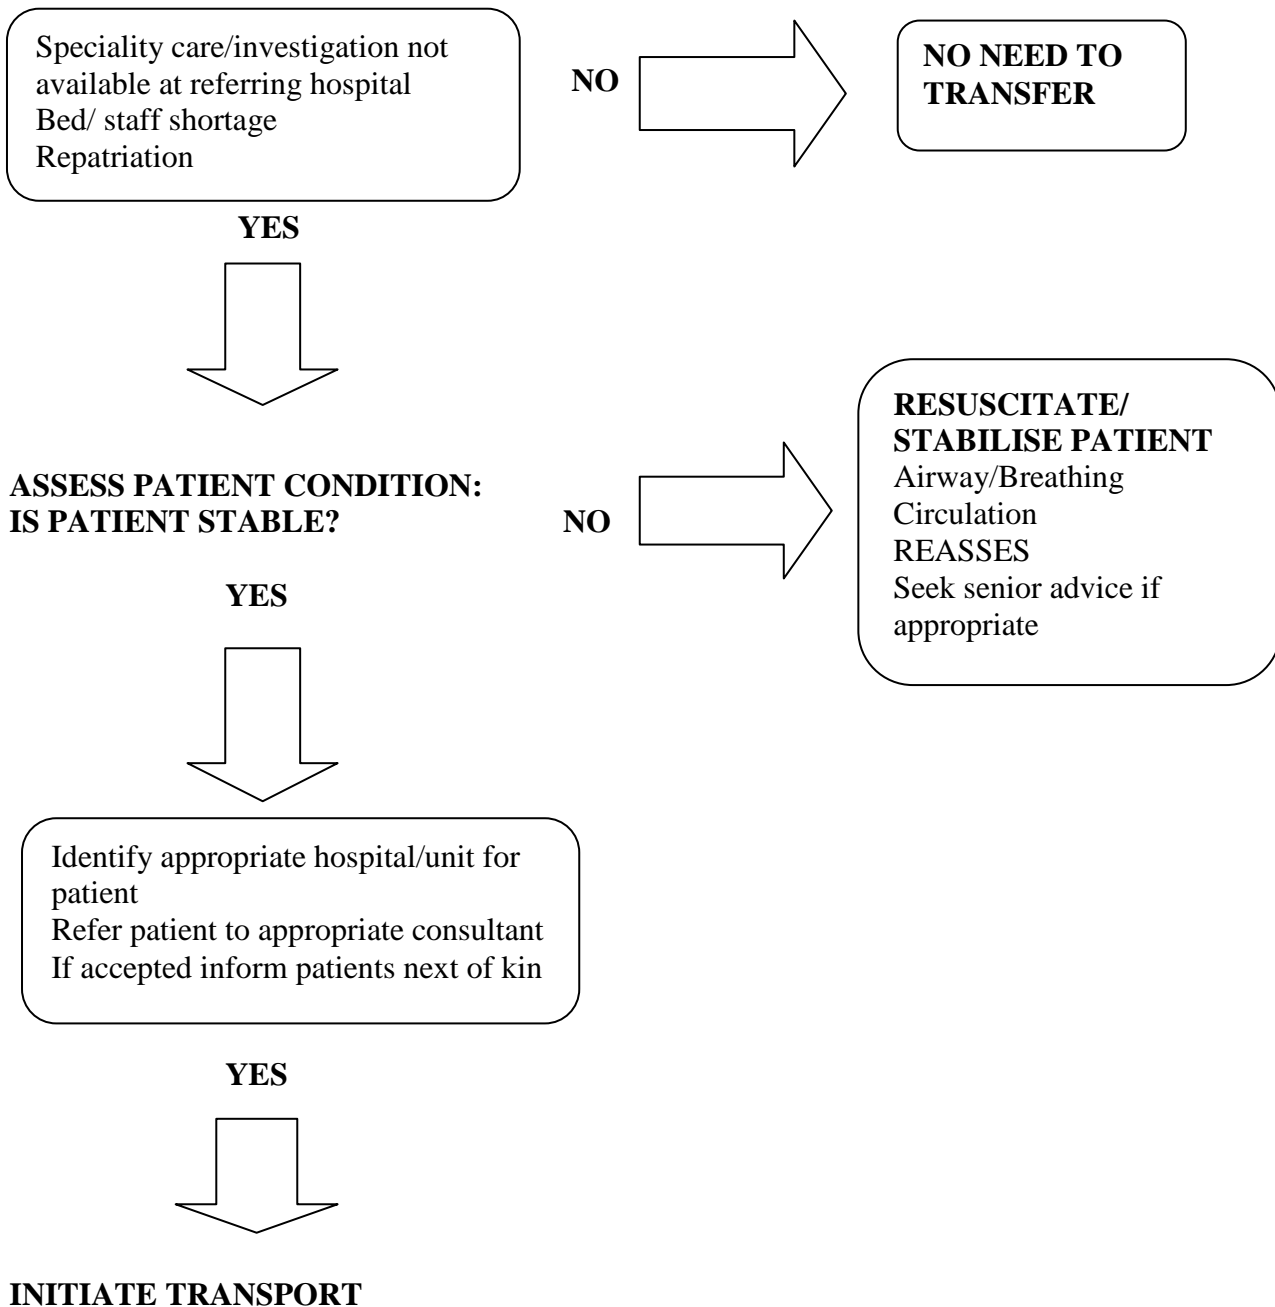 Speciality care/investigation not
available at referring hospital
Bed/ staff shortage
Repatriation
NO
NO NEED TO
TRANSFER
YES
ASSESS PATIENT CONDITION:
IS PATIENT STABLE?
NO
RESUSCITATE/
STABILISE PATIENT
Airway/Breathing
Circulation
REASSES
Seek senior advice if
appropriate
YES
Identify appropriate hospital/unit for
patient
Refer patient to appropriate consultant
If accepted inform patients next of kin
YES
INITIATE TRANSPORT